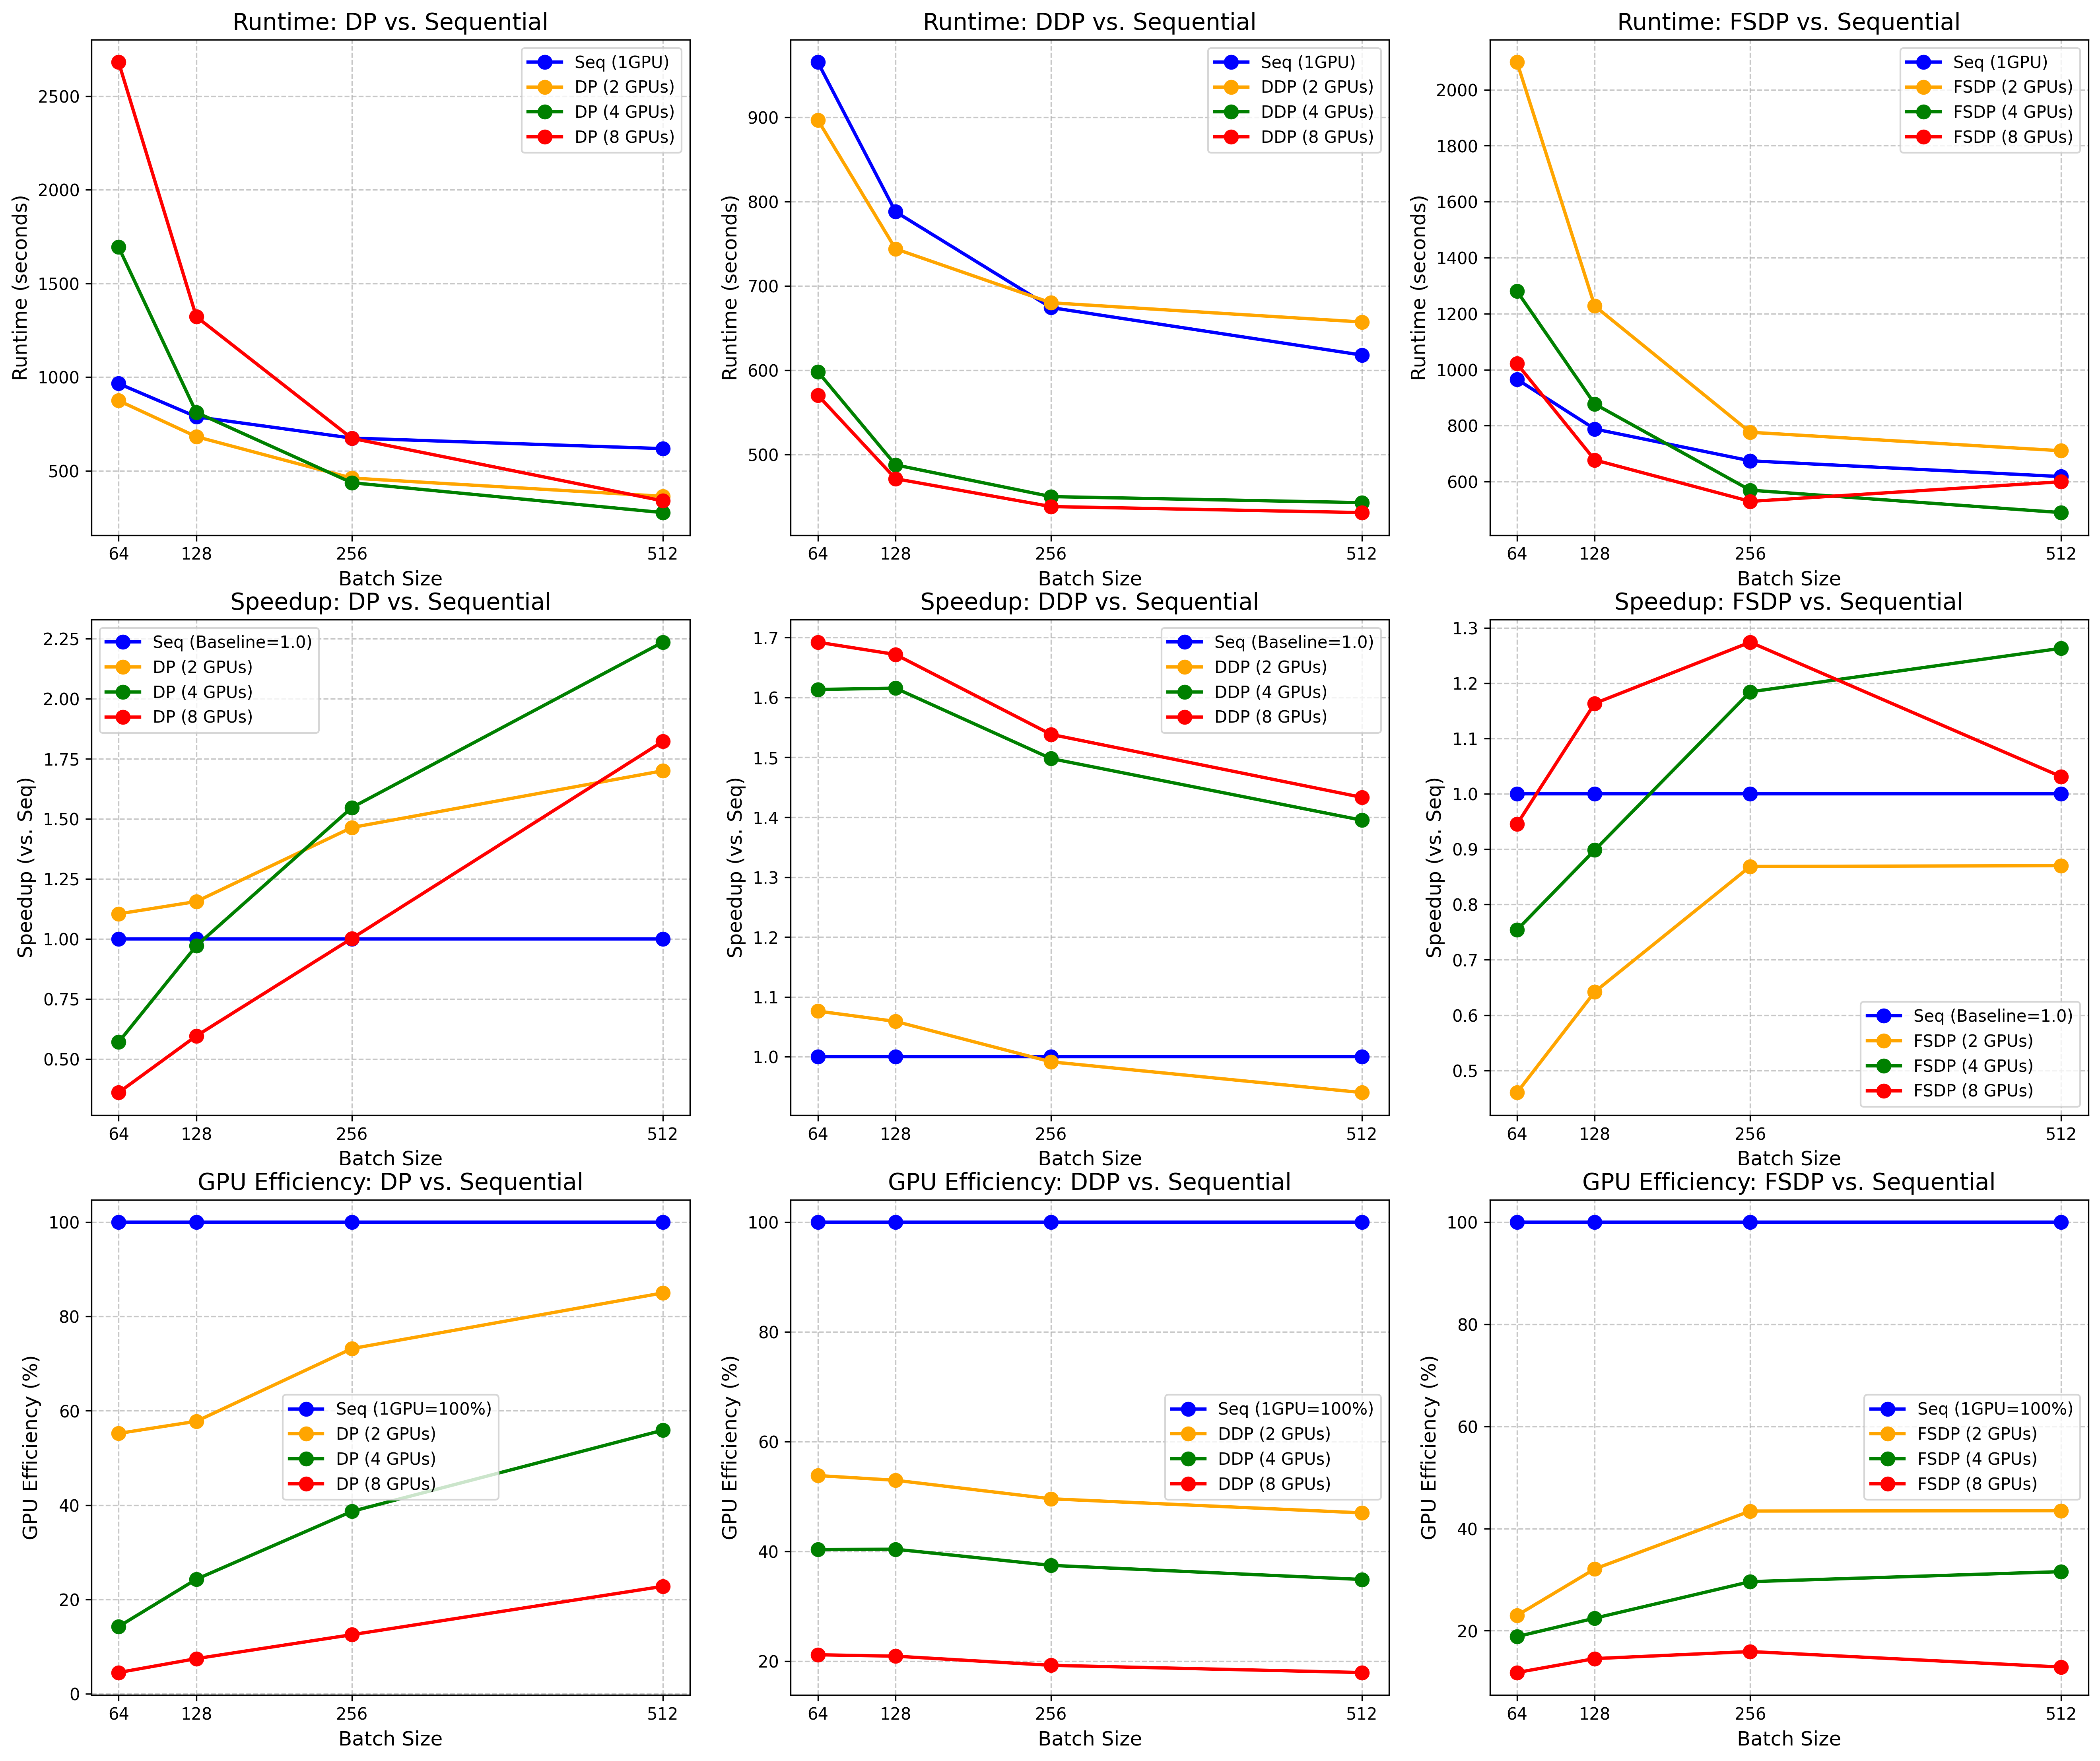 Runtime: DP vs. Sequential
Runtime (seconds)
2500
2000
1500
1000
500
Seq (1GPU)
DP (2 GPUs)
DP (4 GPUs)
DP (8 GPUs)
64 128 256 512
Batch Size
Runtime: DDP vs. Sequential
Runtime (seconds)
900
800
700
600
500
Seq (1GPU)
DDP (2 GPUs)
DDP (4 GPUs)
DDP (8 GPUs)
64 128 256 512
Batch Size
Runtime: FSDP vs. Sequential
Runtime (seconds)
2000
1800
1600
1400
1200
1000
800
600
Seq (1GPU)
FSDP (2 GPUs)
FSDP (4 GPUs)
FSDP (8 GPUs)
64 128 256 512
Batch Size
Speedup: DP vs. Sequential
Speedup (vs. Seq)
2.25
2.00
1.75
1.50
1.25
1.00
0.75
0.50
Seq (Baseline=1.0)
DP (2 GPUs)
DP (4 GPUs)
DP (8 GPUs)
64 128 256 512
Batch Size
Speedup: DDP vs. Sequential
Speedup (vs. Seq)
1.7
1.6
1.5
1.4
1.3
1.2
1.1
1.0
Seq (Baseline=1.0)
DDP (2 GPUs)
DDP (4 GPUs)
DDP (8 GPUs)
64 128 256 512
Batch Size
Speedup: FSDP vs. Sequential
Speedup (vs. Seq)
1.3
1.2
1.1
1.0
0.9
0.8
0.7
0.6
0.5
Seq (Baseline=1.0)
FSDP (2 GPUs)
FSDP (4 GPUs)
FSDP (8 GPUs)
64 128 256 512
Batch Size
GPU Efficiency: DP vs. Sequential
GPU Efficiency (%)
100
80
60
40
20
0
Seq (1GPU=100%)
DP (2 GPUs)
DP (4 GPUs)
DP (8 GPUs)
64 128 256 512
Batch Size
GPU Efficiency: DDP vs. Sequential
GPU Efficiency (%)
100
80
60
40
20
Seq (1GPU=100%)
DDP (2 GPUs)
DDP (4 GPUs)
DDP (8 GPUs)
64 128 256 512
Batch Size
GPU Efficiency: FSDP vs. Sequential
GPU Efficiency (%)
100
80
60
40
20
Seq (1GPU=100%)
FSDP (2 GPUs)
FSDP (4 GPUs)
FSDP (8 GPUs)
64 128 256 512
Batch Size